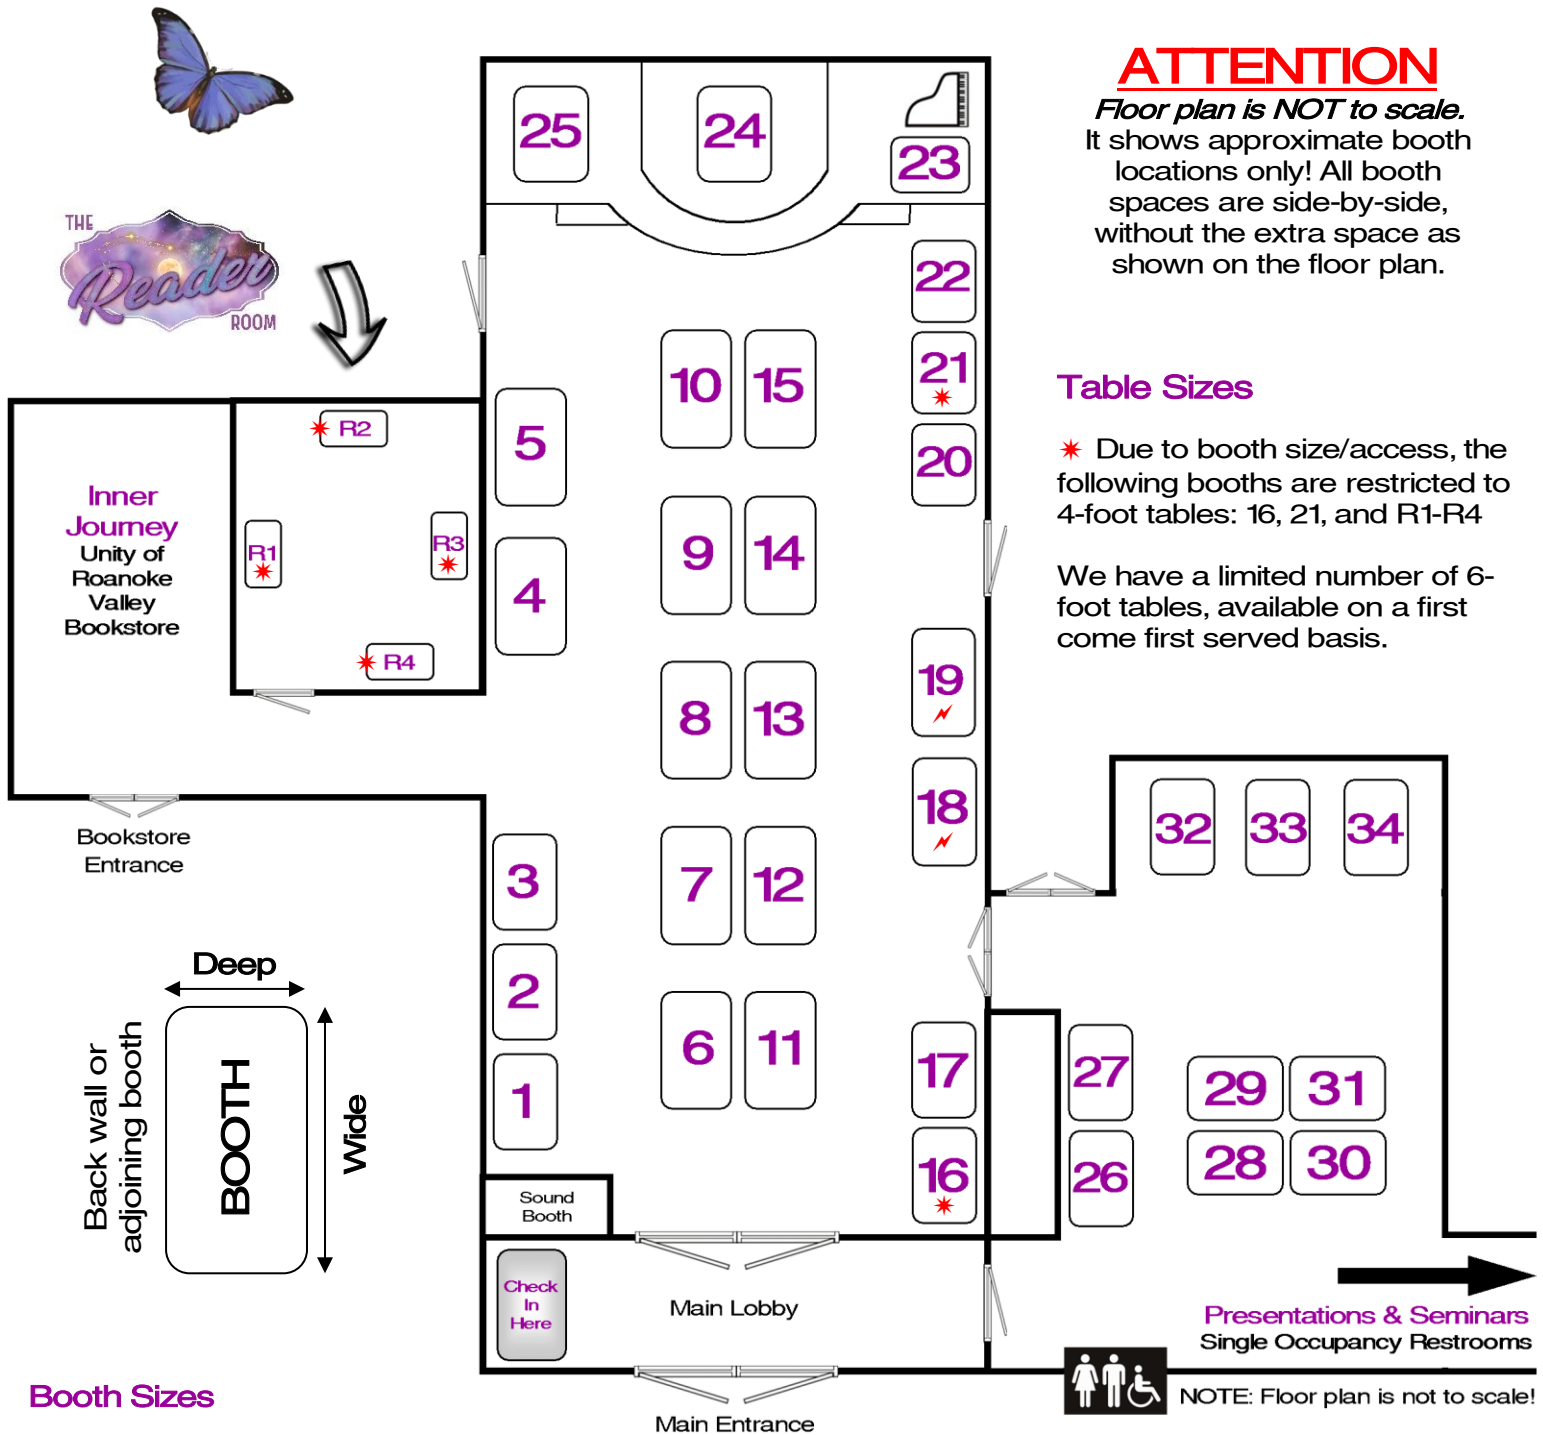 ATTENTION
Floor plan is NOT to scale.
It shows approximate booth
locations only! All booth
spaces are side-by-side,
without the extra space as
shown on the floor plan.
THE
Reader
ROOM
25
24
23
22
21
20
10
15
5
9
14
4
19
8
13
18
3
7
12
2
6
11
17
1
16
R2
R1
R3
R4
Inner
Journey
Unity of
Roanoke
Valley
Bookstore
Table Sizes
Due to booth size/access, the
following booths are restricted to
4-foot tables: 16, 21, and R1-R4
We have a limited number of 6-
foot tables, available on a first
come first served basis.
Bookstore
Entrance
32
33
34
27
29
31
26
28
30
Deep
Back wall or
adjoining booth
BOOTH
Wide
Sound
Booth
Check
In
Here
Main Lobby
Main Entrance
Presentations & Seminars
Single Occupancy Restrooms
NOTE: Floor plan is not to scale!
Booth Sizes